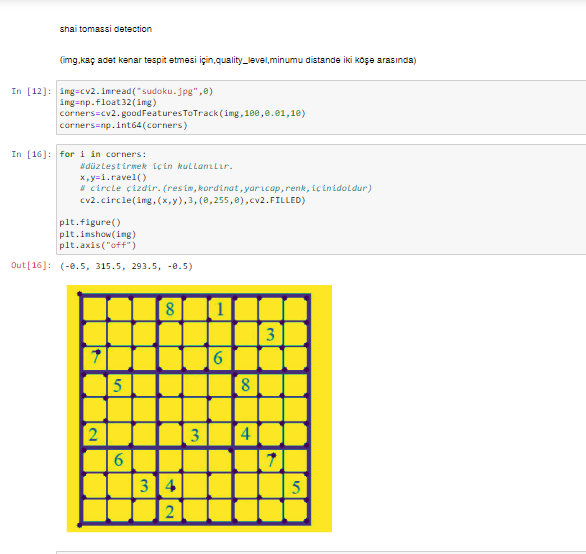 shai tomassi detection
(img,kaç adet kenar tespit etmesi için,quality_level,minumu distande iki köşe arasında)
In [12]: img=cv2.imread("sudoku.jpg",0)
img=np.float32(img)
corners=cv2.goodFeaturesToTrack(img,100,0.01,10)
corners=np.int64(corners)
In [16]: for i in corners:
#düzleştirmek için kullanılır.
x,y=i.ravel()
# circle çizdir.(resim,kordinat,yarıcap,renk,içinidoldur)
cv2.circle(img,(x,y),3,(0,255,0),cv2.FILLED)
plt.figure()
plt.imshow(img)
plt.axis("off")
Out[16]: (-0.5, 315.5, 293.5, -0.5)
8 1
3
7 6
5 8
2 3 4
6 7
3 4 5
2